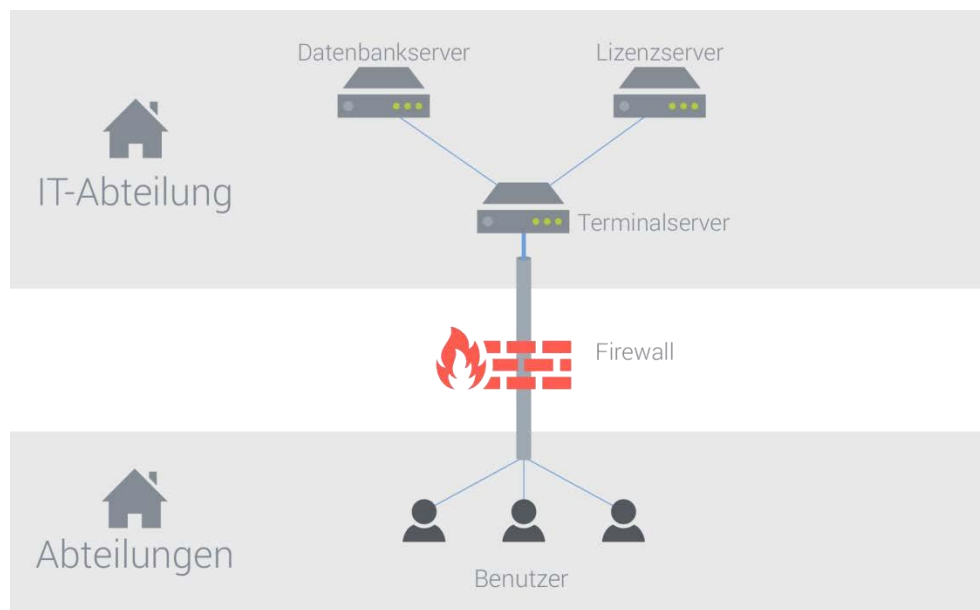 Datenbankserver
Lizenzserver
IT-Abteilung
Terminalserver
Firewall
Abteilungen
Benutzer